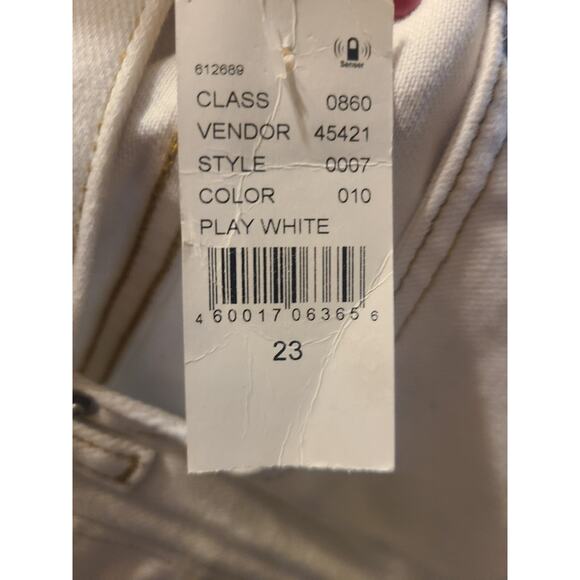 Sensor
612689
CLASS 0860
VENDOR 45421
STYLE 0007
COLOR 010
PLAY WHITE
4 60017 06365 6
23